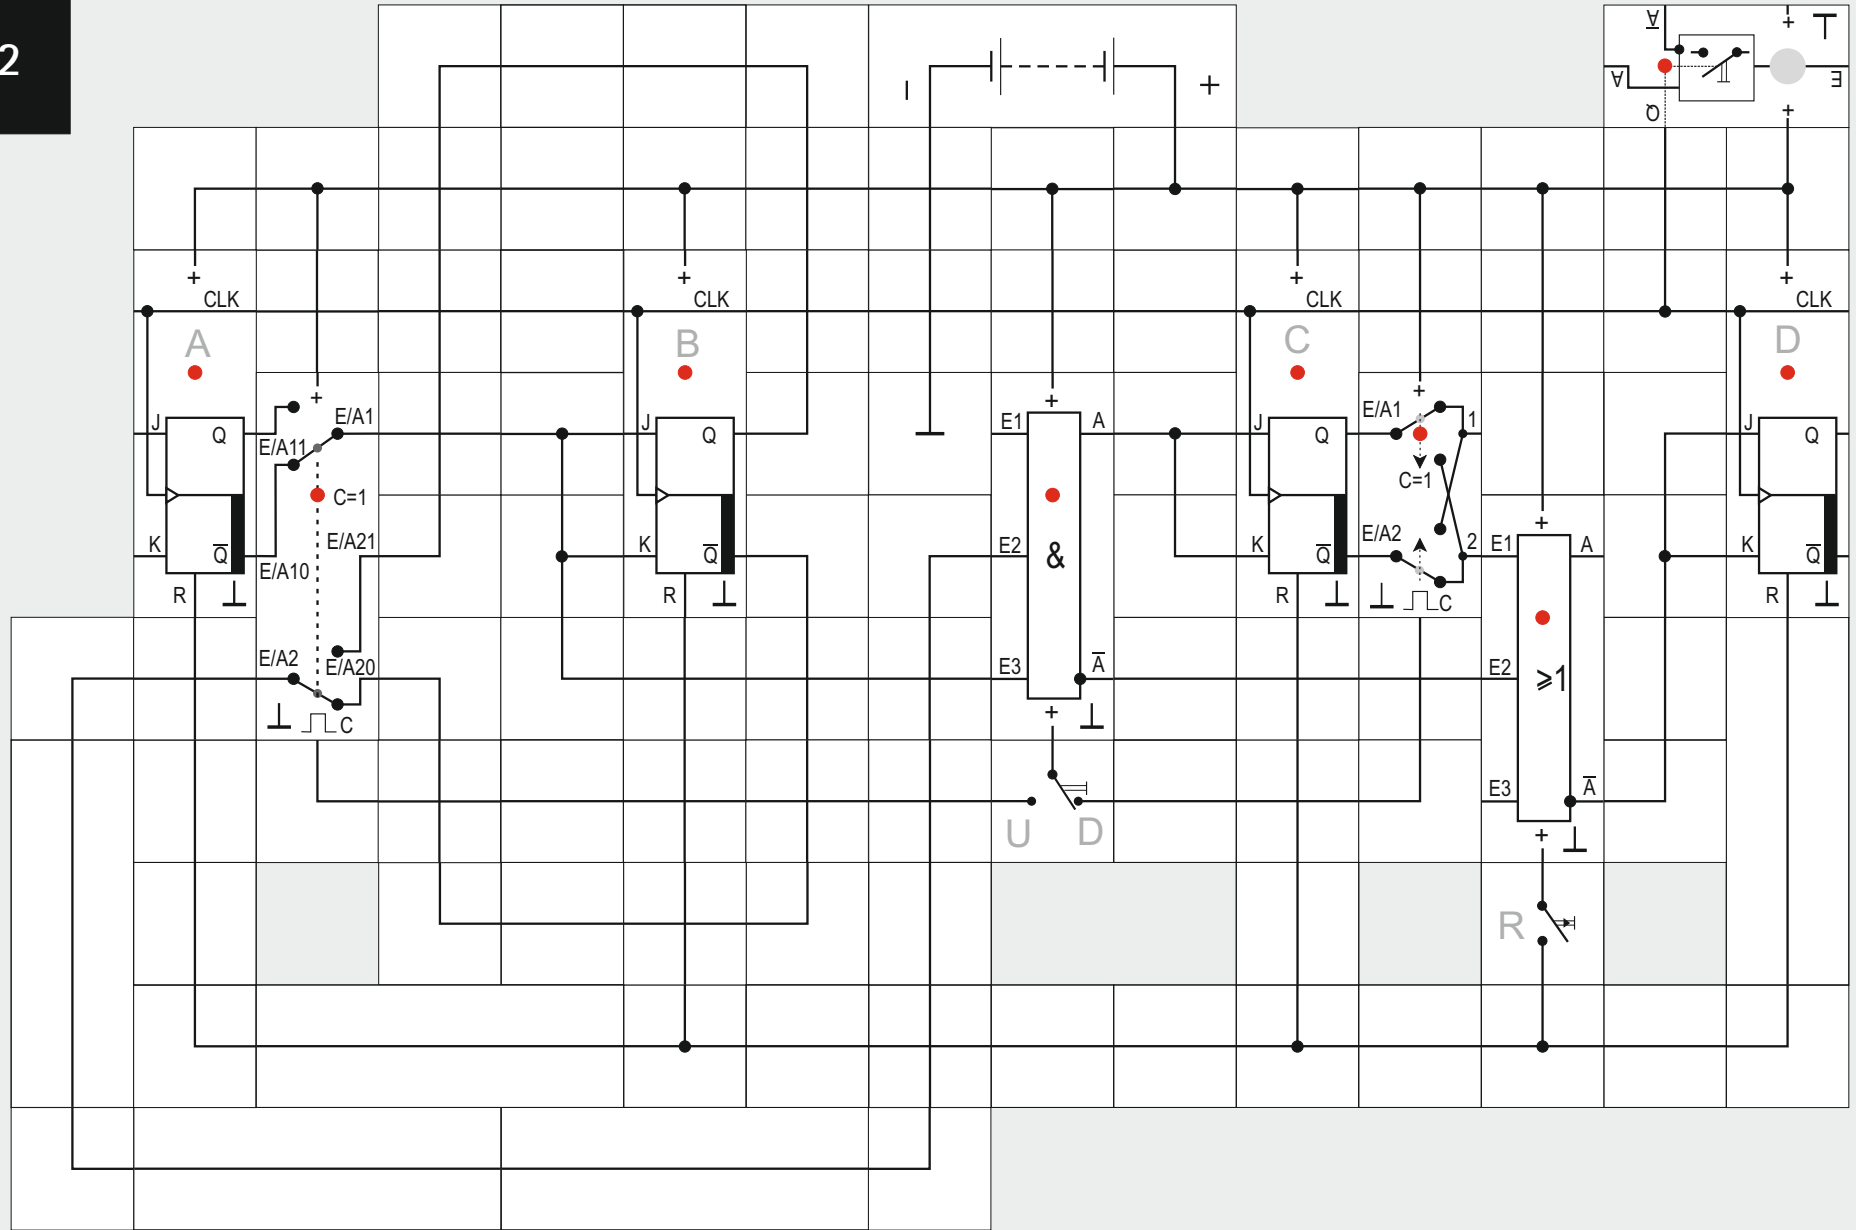 2
A
+
A
E
Q
+
+
+
+
+
+
CLK
CLK
CLK
CLK
A
B
C
D
+
+
+
J
Q
E/A1
J
Q
E1
A
J
Q
E/A1
1
J
Q
E/A11
C=1
C=1
E/A21
K
Q
E/A10
K
Q
E2
&
K
Q
E/A2
2
+
E1
A
K
Q
R
R
R
C
R
E/A2
E/A20
E3
A
E2
≥1
C
+
U
D
E3
A
+
R